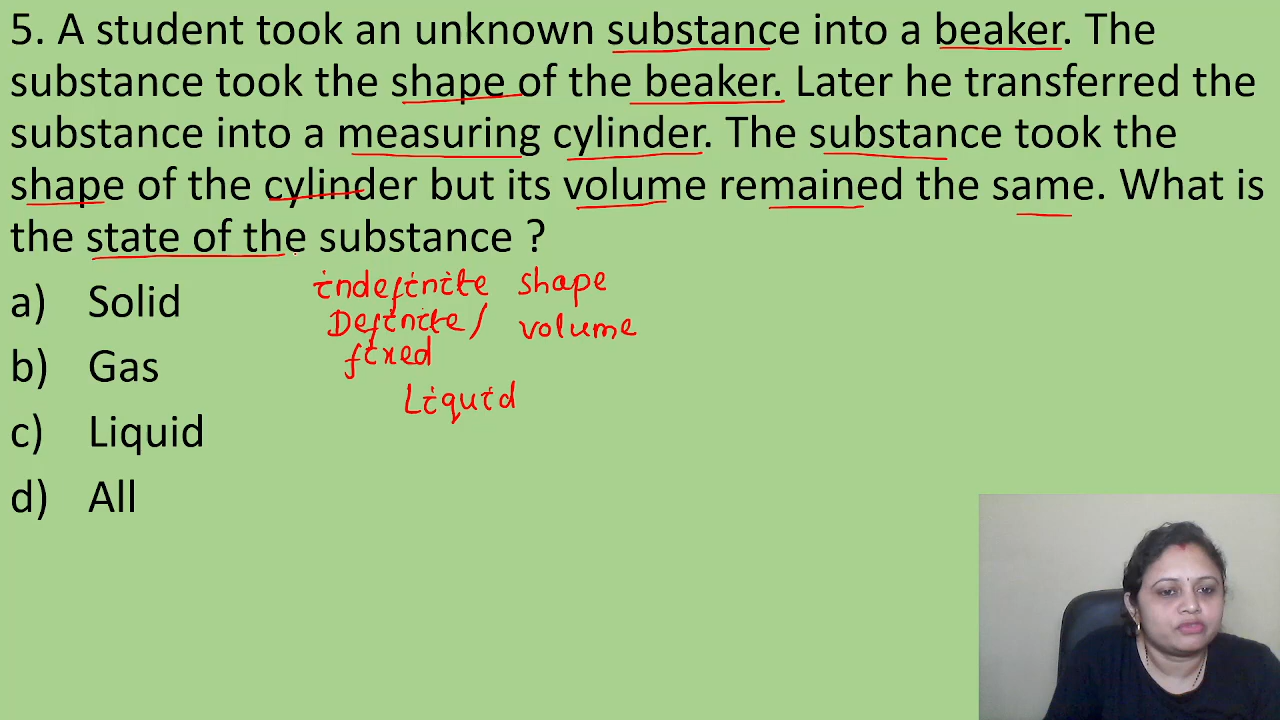 5. A student took an unknown substance into a beaker. The
substance took the shape of the beaker. Later he transferred the
substance into a measuring cylinder. The substance took the
shape of the cylinder but its volume remained the same. What is
the state of the substance ?
a) Solid
b) Gas
c) Liquid
d) All
indefinite shape
Definite/ volume
fixed
Liquid